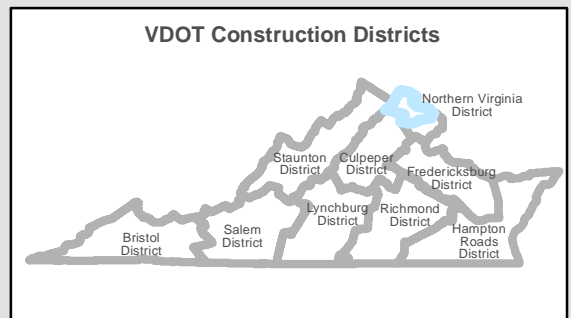 VDOT Construction Districts
Northern Virginia
District
Staunton
District
Culpeper
District
Fredericksburg
District
Lynchburg
District
Richmond
District
Hampton
Roads
District
Salem
District
Bristol
District